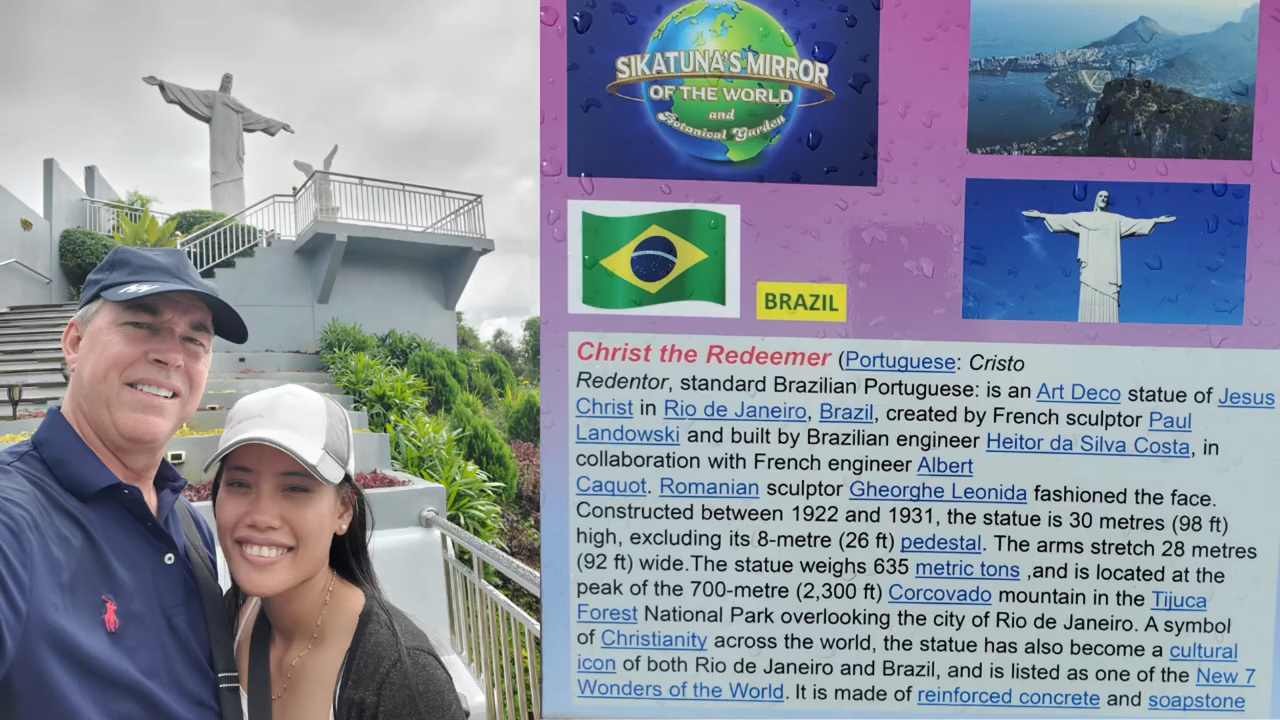 SIKATUNA'S MIRROR
OF THE WORLD
and
Botanical Garden
BRAZIL
Christ the Redeemer (Portuguese: Cristo
Redentor, standard Brazilian Portuguese: is an Art Deco statue of Jesus
Christ in Rio de Janeiro, Brazil, created by French sculptor Paul
Landowski and built by Brazilian engineer Heitor da Silva Costa, in
collaboration with French engineer Albert
Caquot. Romanian sculptor Gheorghe Leonida fashioned the face.
Constructed between 1922 and 1931, the statue is 30 metres (98 ft)
high, excluding its 8-metre (26 ft) pedestal. The arms stretch 28 metres
(92 ft) wide.The statue weighs 635 metric tons ,and is located at the
peak of the 700-metre (2,300 ft) Corcovado mountain in the Tijuca
Forest National Park overlooking the city of Rio de Janeiro. A symbol
of Christianity across the world, the statue has also become a cultural
icon of both Rio de Janeiro and Brazil, and is listed as one of the New 7
Wonders of the World. It is made of reinforced concrete and soapstone